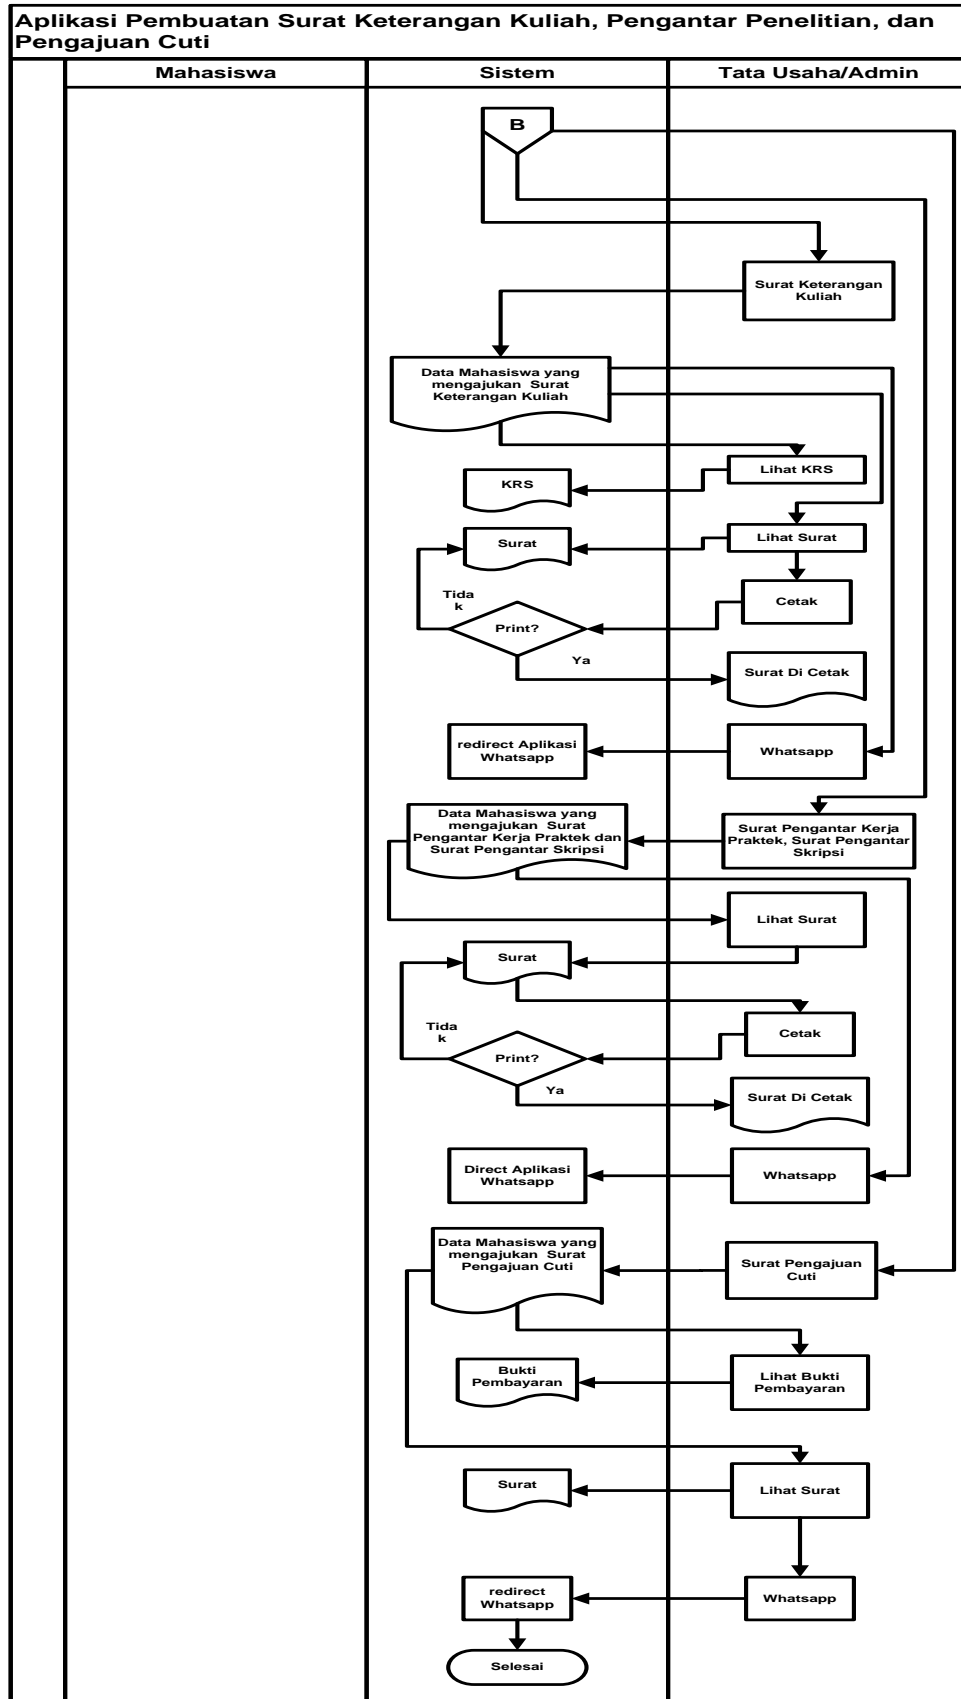 Aplikasi Pembuatan Surat Keterangan Kuliah, Pengantar Penelitian, dan
Pengajuan Cuti
Mahasiswa
Sistem
Tata Usaha/Admin
B
Surat Keterangan
Kuliah
Data Mahasiswa yang
mengajukan Surat
Keterangan Kuliah
Lihat KRS
KRS
Surat
Lihat Surat
Tida
k
Cetak
Print?
Ya
Surat Di Cetak
redirect Aplikasi
Whatsapp
Whatsapp
Data Mahasiswa yang
mengajukan Surat
Pengantar Kerja Praktek dan
Surat Pengantar Skripsi
Surat Pengantar Kerja
Praktek, Surat Pengantar
Skripsi
Lihat Surat
Surat
Tida
k
Cetak
Print?
Ya
Surat Di Cetak
Direct Aplikasi
Whatsapp
Whatsapp
Data Mahasiswa yang
mengajukan Surat
Pengajuan Cuti
Surat Pengajuan
Cuti
Bukti
Pembayaran
Lihat Bukti
Pembayaran
Surat
Lihat Surat
redirect
Whatsapp
Whatsapp
Selesai